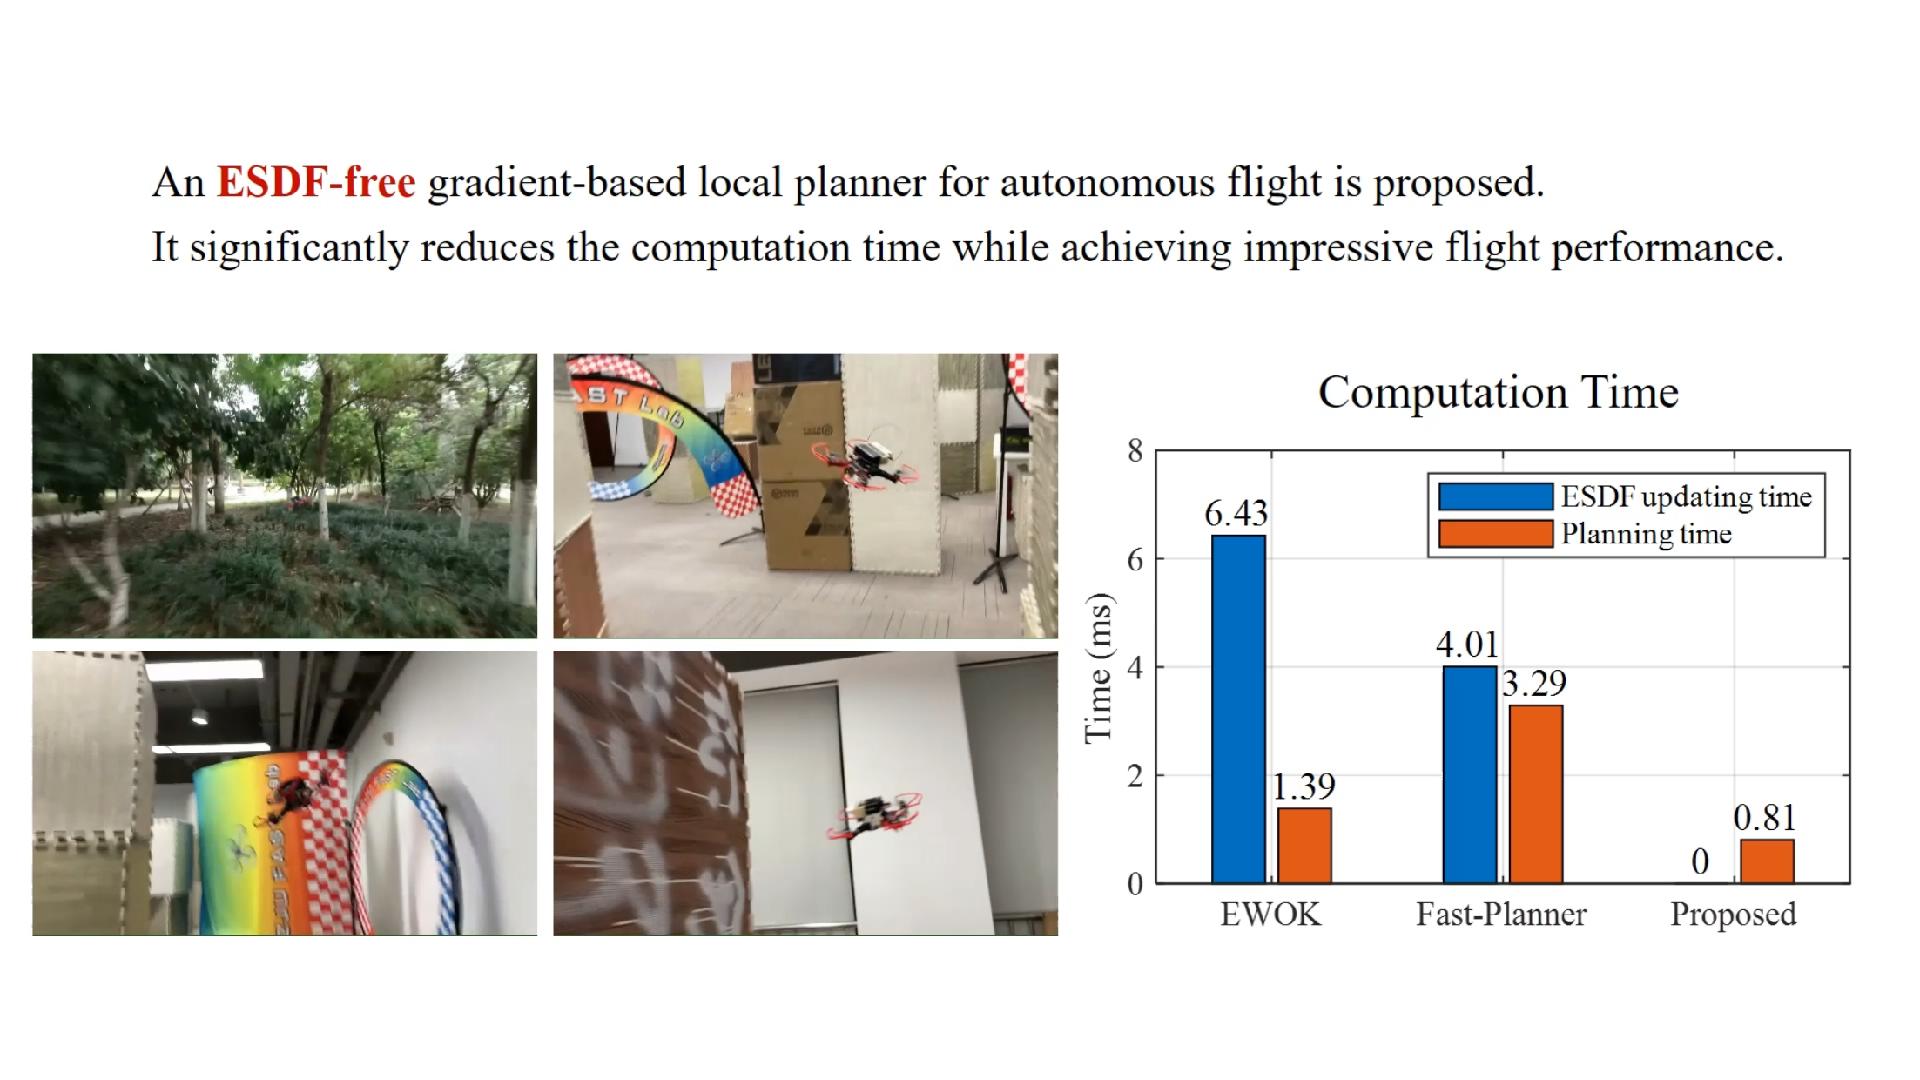 An ESDF-free gradient-based local planner for autonomous flight is proposed.
It significantly reduces the computation time while achieving impressive flight performance.
AST Lab
Computation Time
8
6
4
2
0
Time (ms)
ESDF updating time
Planning time
6.43
1.39
4.01
3.29
0
0.81
EWOK
Fast-Planner
Proposed